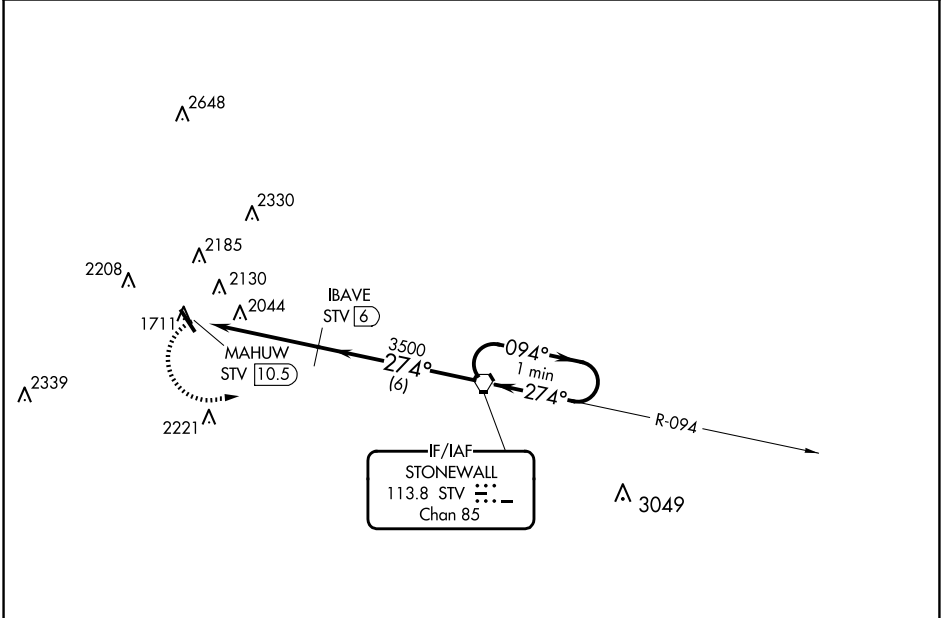 2648
2330
2185
2208
2130
2044
1711
IBAVE
STV 6
MAHUW
STV 10.5
3500
274°
(6)
094°
1 min
274°
R-094
2339
2221
IF/IAF
STONEWALL
113.8 STV
Chan 85
3049